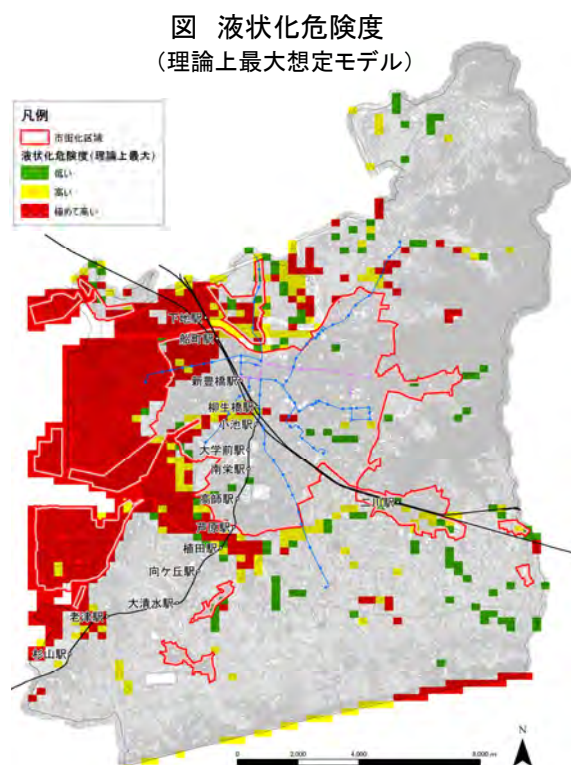 図 液状化危険度
(理論上最大想定モデル)
凡例
市街化区域
液状化危険度(理論上最大)
低い
高い
極めて高い
下地駅
船町駅
新豊橋駅
柳生橋駅
小池駅
大学前駅
南栄駅
高師駅
芦原駅
植田駅
向ケ丘駅
大清水駅
老津駅
杉山駅
二川駅
N
0 2,000 4,000 8,000 m